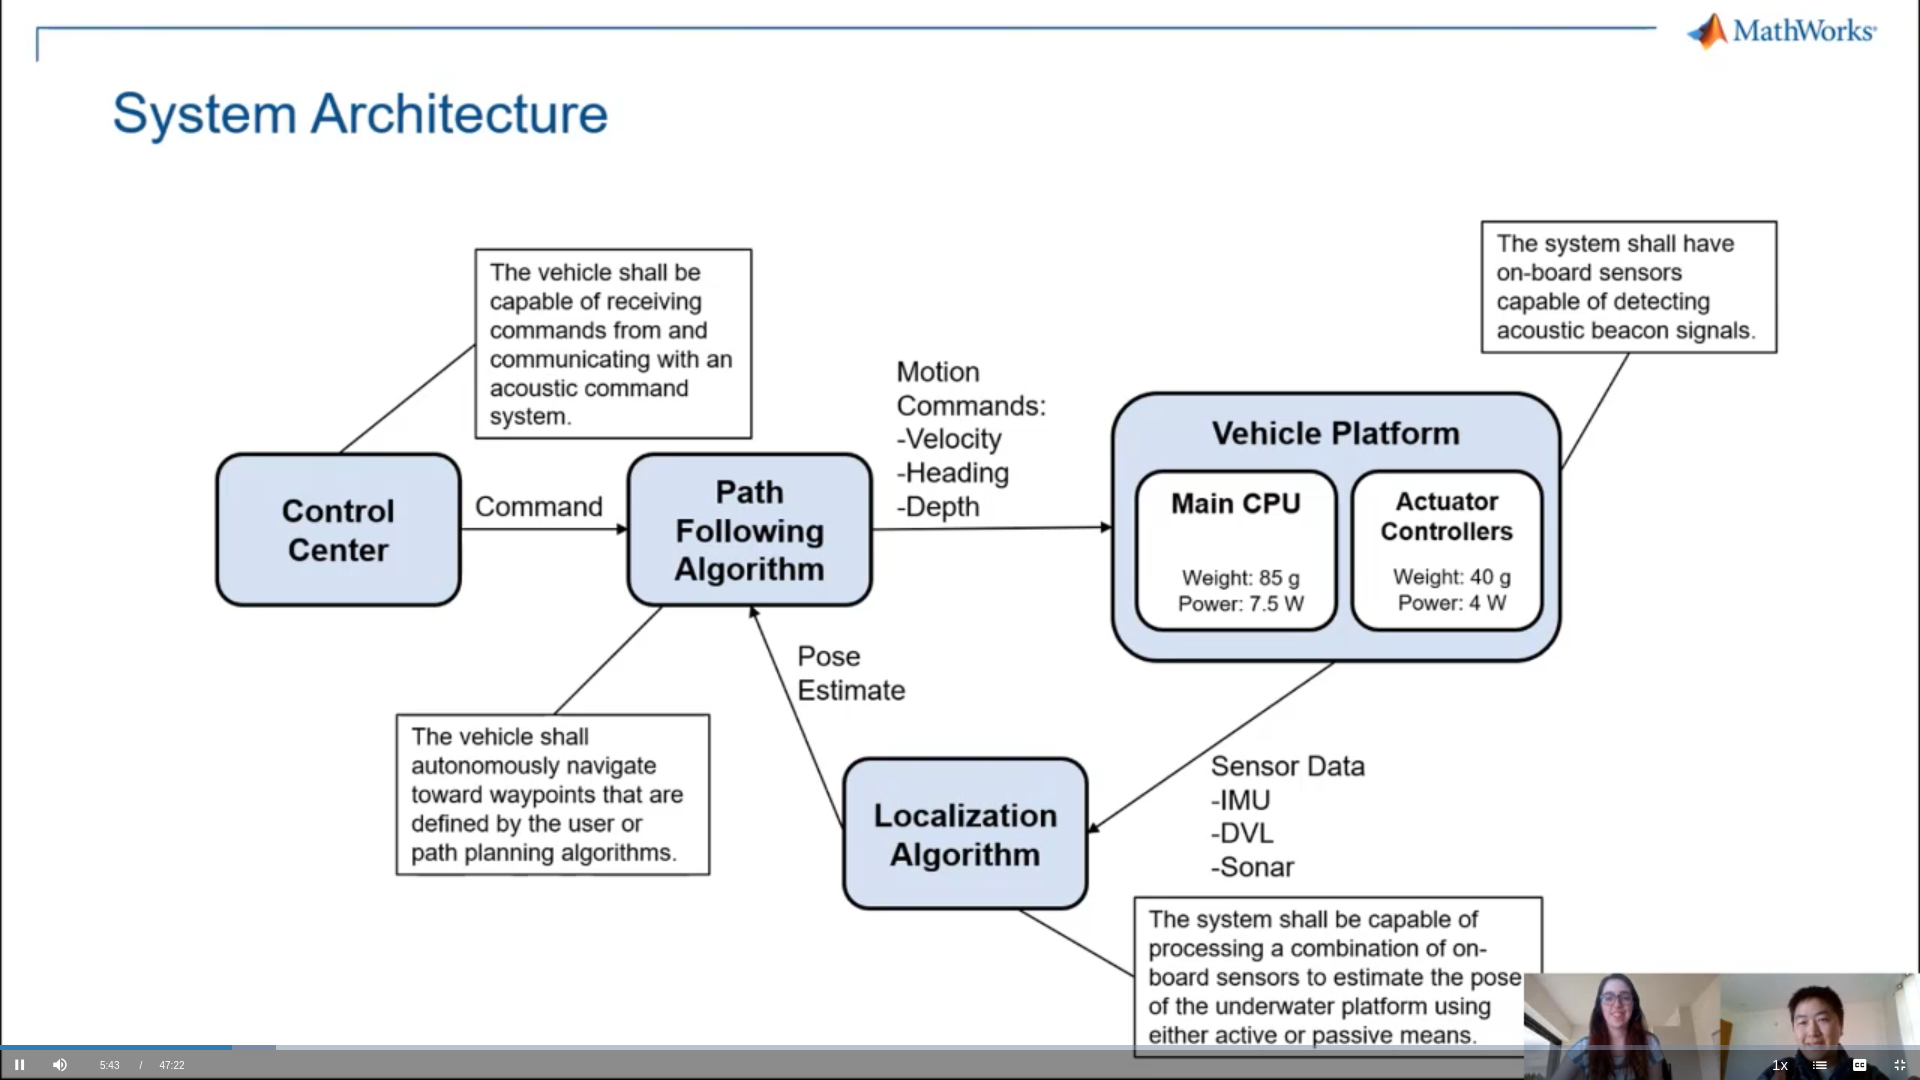 MathWorks®
System Architecture
The vehicle shall be
capable of receiving
commands from and
communicating with an
acoustic command
system.
The system shall have
on-board sensors
capable of detecting
acoustic beacon signals.
Control
Center
Command
Path
Following
Algorithm
Motion
Commands:
-Velocity
-Heading
-Depth
Vehicle Platform
Main CPU
Weight: 85 g
Power: 7.5 W
Actuator
Controllers
Weight: 40 g
Power: 4 W
Pose
Estimate
The vehicle shall
autonomously navigate
toward waypoints that are
defined by the user or
path planning algorithms.
Localization
Algorithm
Sensor Data
-IMU
-DVL
-Sonar
The system shall be capable of
processing a combination of on-
board sensors to estimate the pose
of the underwater platform using
either active or passive means.
5:43 / 47:22
1x
CC